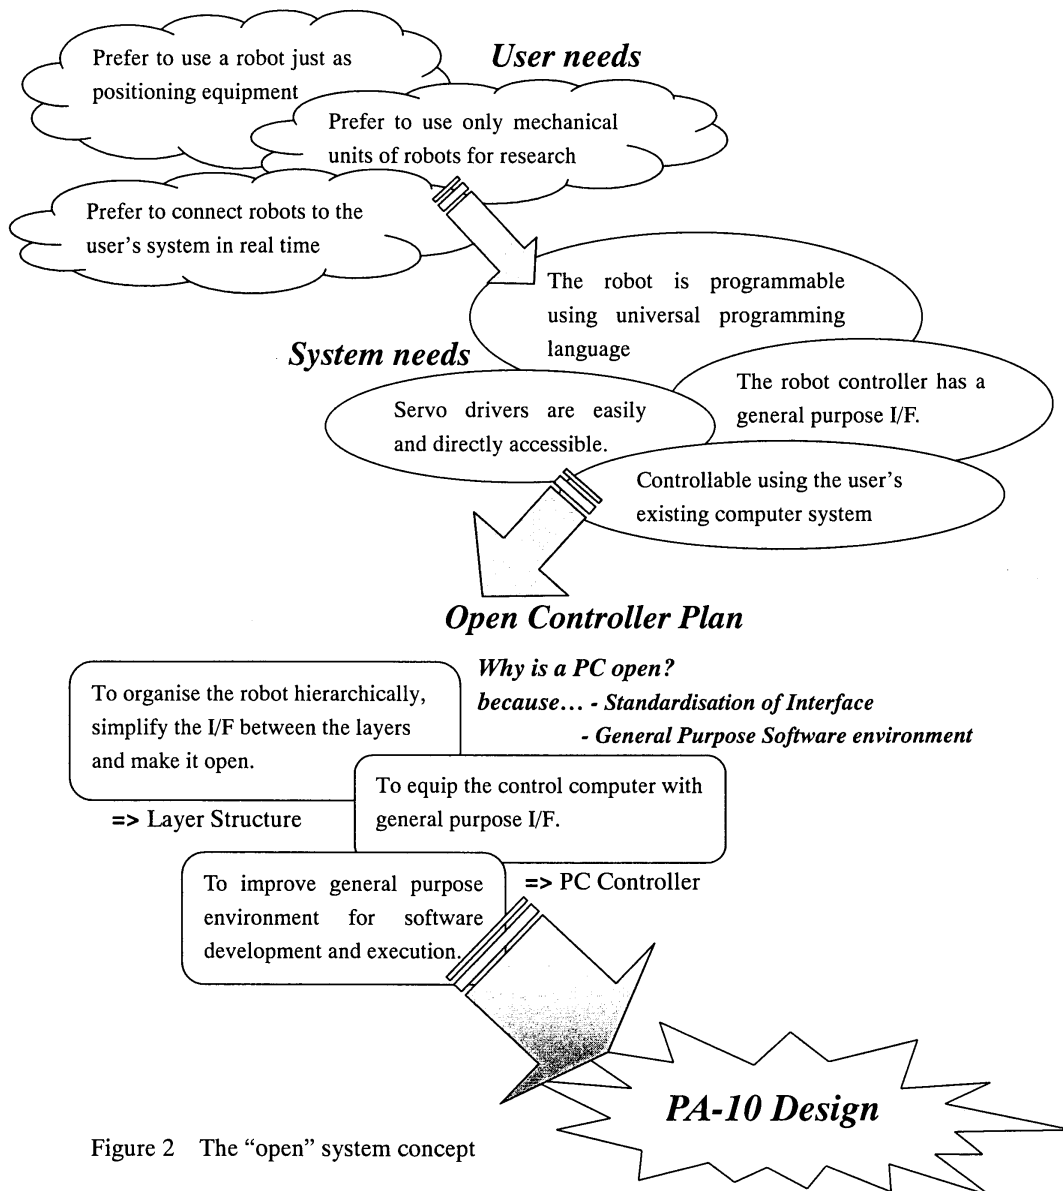 User needs
Prefer to use a robot just as
positioning equipment
Prefer to use only mechanical
units of robots for research
Prefer to connect robots to the
user's system in real time
The robot is programmable
using universal programming
language
System needs
The robot controller has a
general purpose I/F.
Servo drivers are easily
and directly accessible.
Controllable using the user's
existing computer system
Open Controller Plan
Why is a PC open?
because... - Standardisation of Interface
- General Purpose Software environment
To organise the robot hierarchically,
simplify the I/F between the layers
and make it open.
=> Layer Structure
To equip the control computer with
general purpose I/F.
=> PC Controller
To improve general purpose
environment for software
development and execution.
PA-10 Design
Figure 2 The “open” system concept